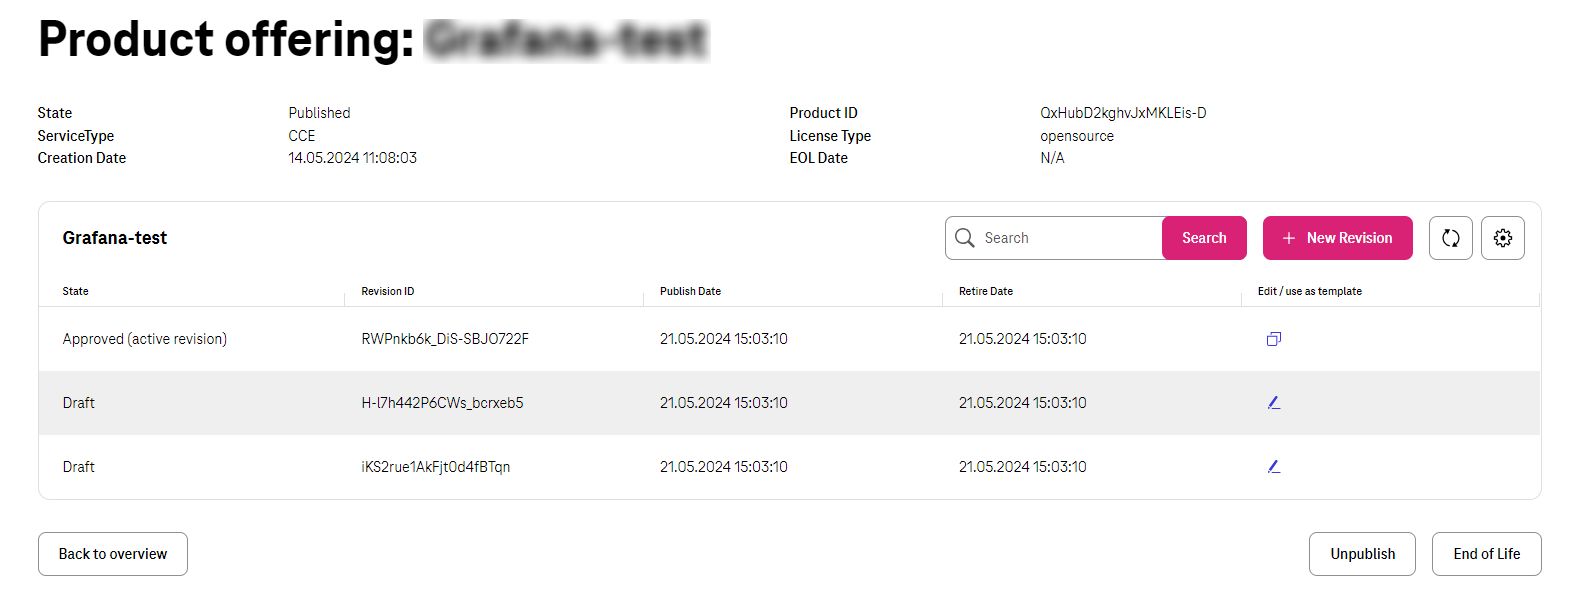 Product offering: Grafana-test
State Published Product ID QxHubD2kghvJxMKLEis-D
ServiceType CCE License Type opensource
Creation Date 14.05.2024 11:08:03 EOL Date N/A
Grafana-test Search Search + New Revision
State Revision ID Publish Date Retire Date Edit / use as template
Approved (active revision) RWPnkb6k_DiS-SBJO722F 21.05.2024 15:03:10 21.05.2024 15:03:10
Draft H-l7h442P6CWs_bcrxeb5 21.05.2024 15:03:10 21.05.2024 15:03:10
Draft iKS2rue1AkFjt0d4fBTqn 21.05.2024 15:03:10 21.05.2024 15:03:10
Back to overview Unpublish End of Life